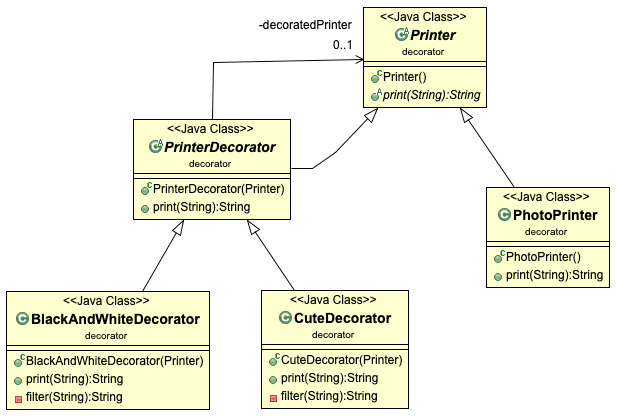 -decoratedPrinter
0..1
<<Java Class>>
Printer
decorator
Printer()
print(String):String
<<Java Class>>
PrinterDecorator
decorator
PrinterDecorator(Printer)
print(String):String
<<Java Class>>
PhotoPrinter
decorator
PhotoPrinter()
print(String):String
<<Java Class>>
BlackAndWhiteDecorator
decorator
BlackAndWhiteDecorator(Printer)
print(String):String
filter(String):String
<<Java Class>>
CuteDecorator
decorator
CuteDecorator(Printer)
print(String):String
filter(String):String